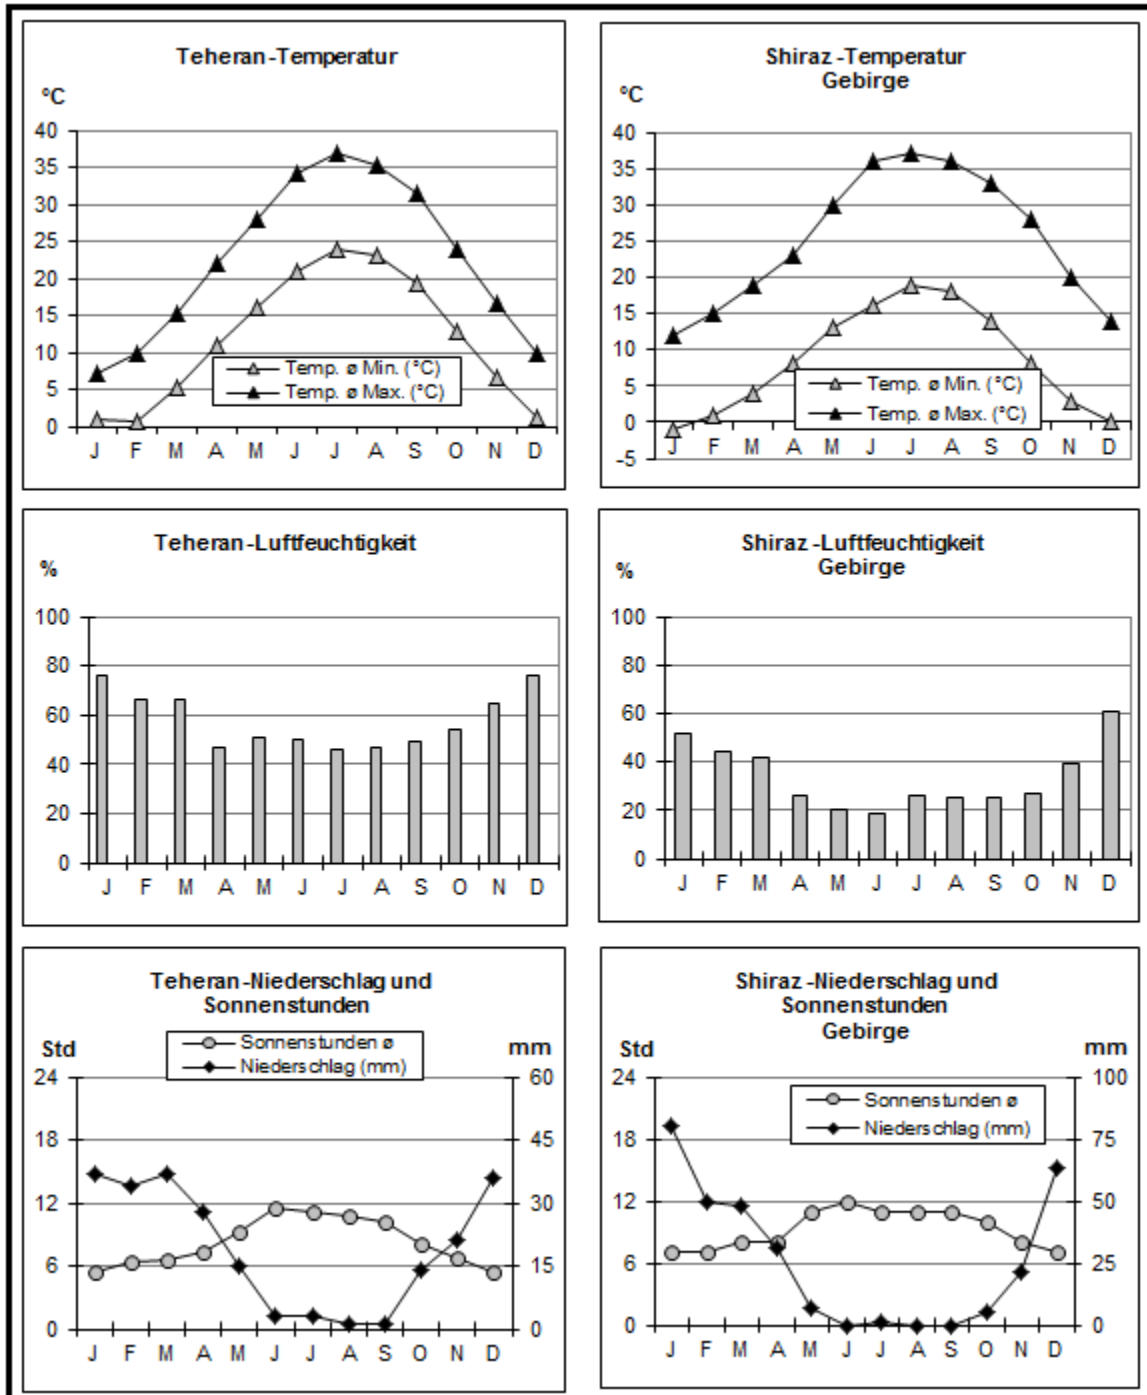 Teheran-Temperatur
°C
40
35
30
25
20
15
10
5
0
Temp. ø Min. (°C)
Temp. ø Max. (°C)
J F M A M J J A S O N D
Shiraz -Temperatur
Gebirge
°C
40
35
30
25
20
15
10
5
0
-5
Temp. ø Min. (°C)
Temp. ø Max. (°C)
J F M A M J J A S O N D
Teheran-Luftfeuchtigkeit
%
100
80
60
40
20
0
J F M A M J J A S O N D
Shiraz -Luftfeuchtigkeit
Gebirge
%
100
80
60
40
20
0
J F M A M J J A S O N D
Teheran-Niederschlag und
Sonnenstunden
Sonnenstunden ø
Niederschlag (mm)
Std mm
24 60
18 45
12 30
6 15
0 0
J F M A M J J A S O N D
Shiraz -Niederschlag und
Sonnenstunden
Gebirge
Std mm
Sonnenstunden ø
Niederschlag (mm)
24 100
18 75
12 50
6 25
0 0
J F M A M J J A S O N D